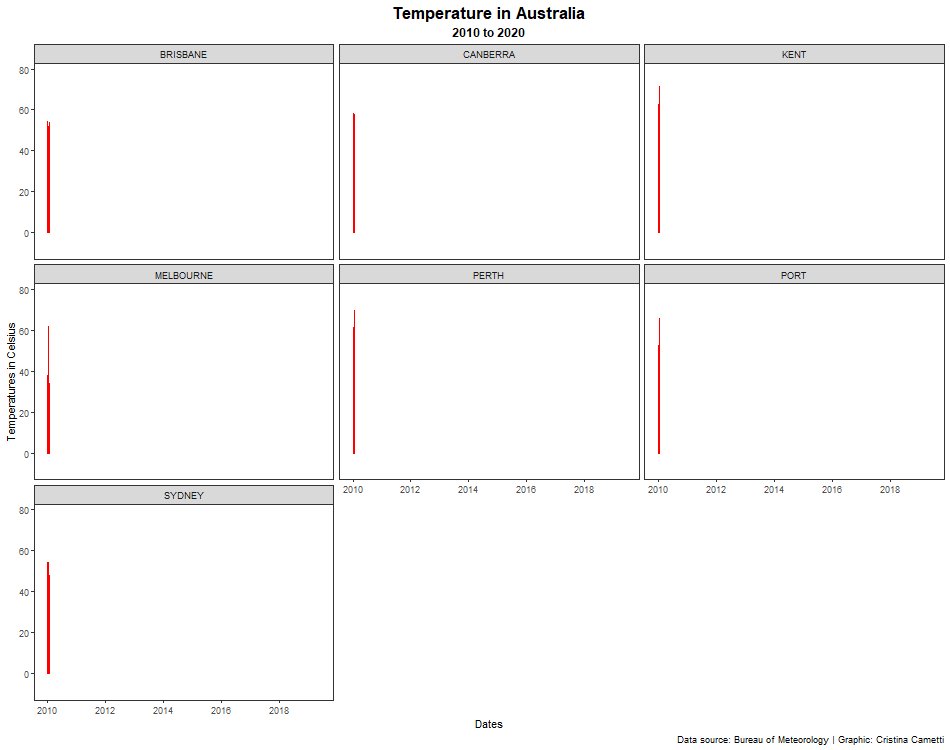 Temperature in Australia
2010 to 2020
BRISBANE
CANBERRA
KENT
80
60
40
20
0
MELBOURNE
PERTH
PORT
80
60
40
20
0
2010 2012 2014 2016 2018
2010 2012 2014 2016 2018
SYDNEY
80
60
40
20
0
2010 2012 2014 2016 2018
Temperatures in Celsius
Dates
Data source: Bureau of Meteorology | Graphic: Cristina Cametti